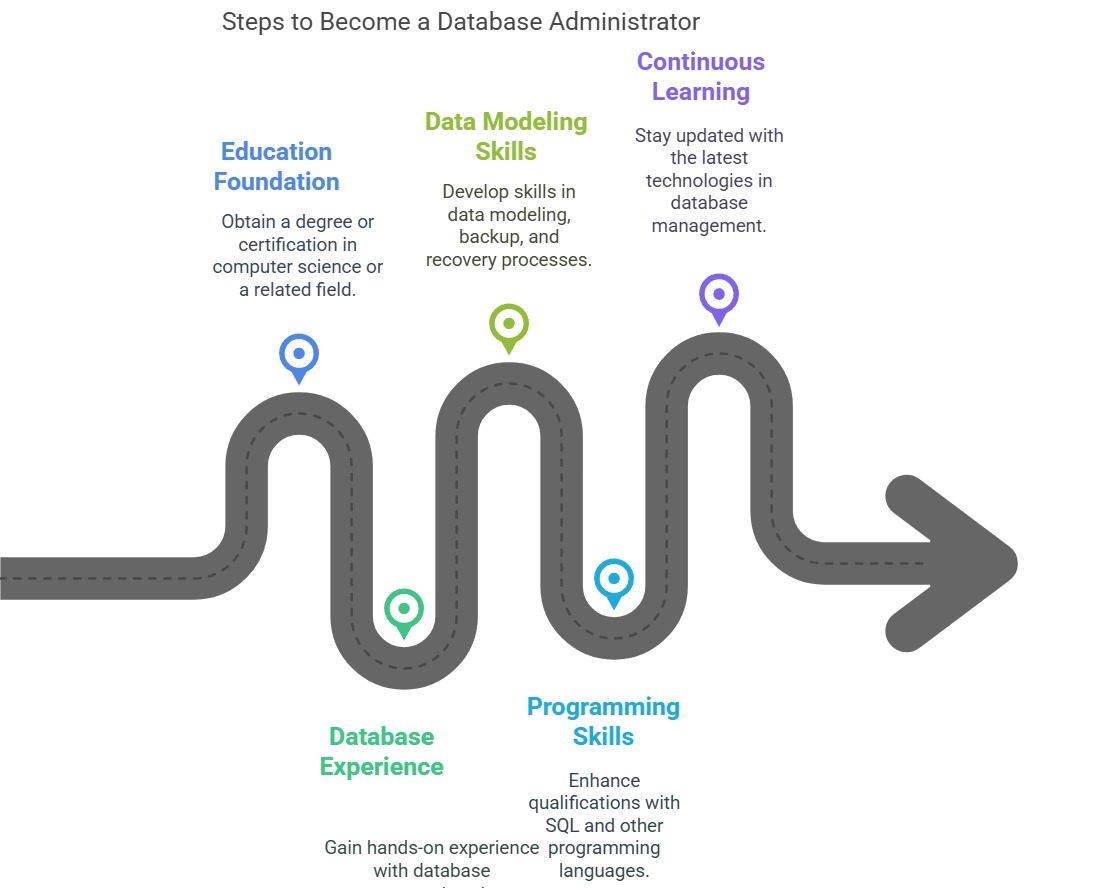 Steps to Become a Database Administrator
Education
Foundation
Obtain a degree or
certification in
computer science or
a related field.
Database
Experience
Gain hands-on experience
with database
Data Modeling
Skills
Develop skills in
data modeling,
backup, and
recovery processes.
Programming
Skills
Enhance
qualifications with
SQL and other
programming
languages.
Continuous
Learning
Stay updated with
the latest
technologies in
database
management.